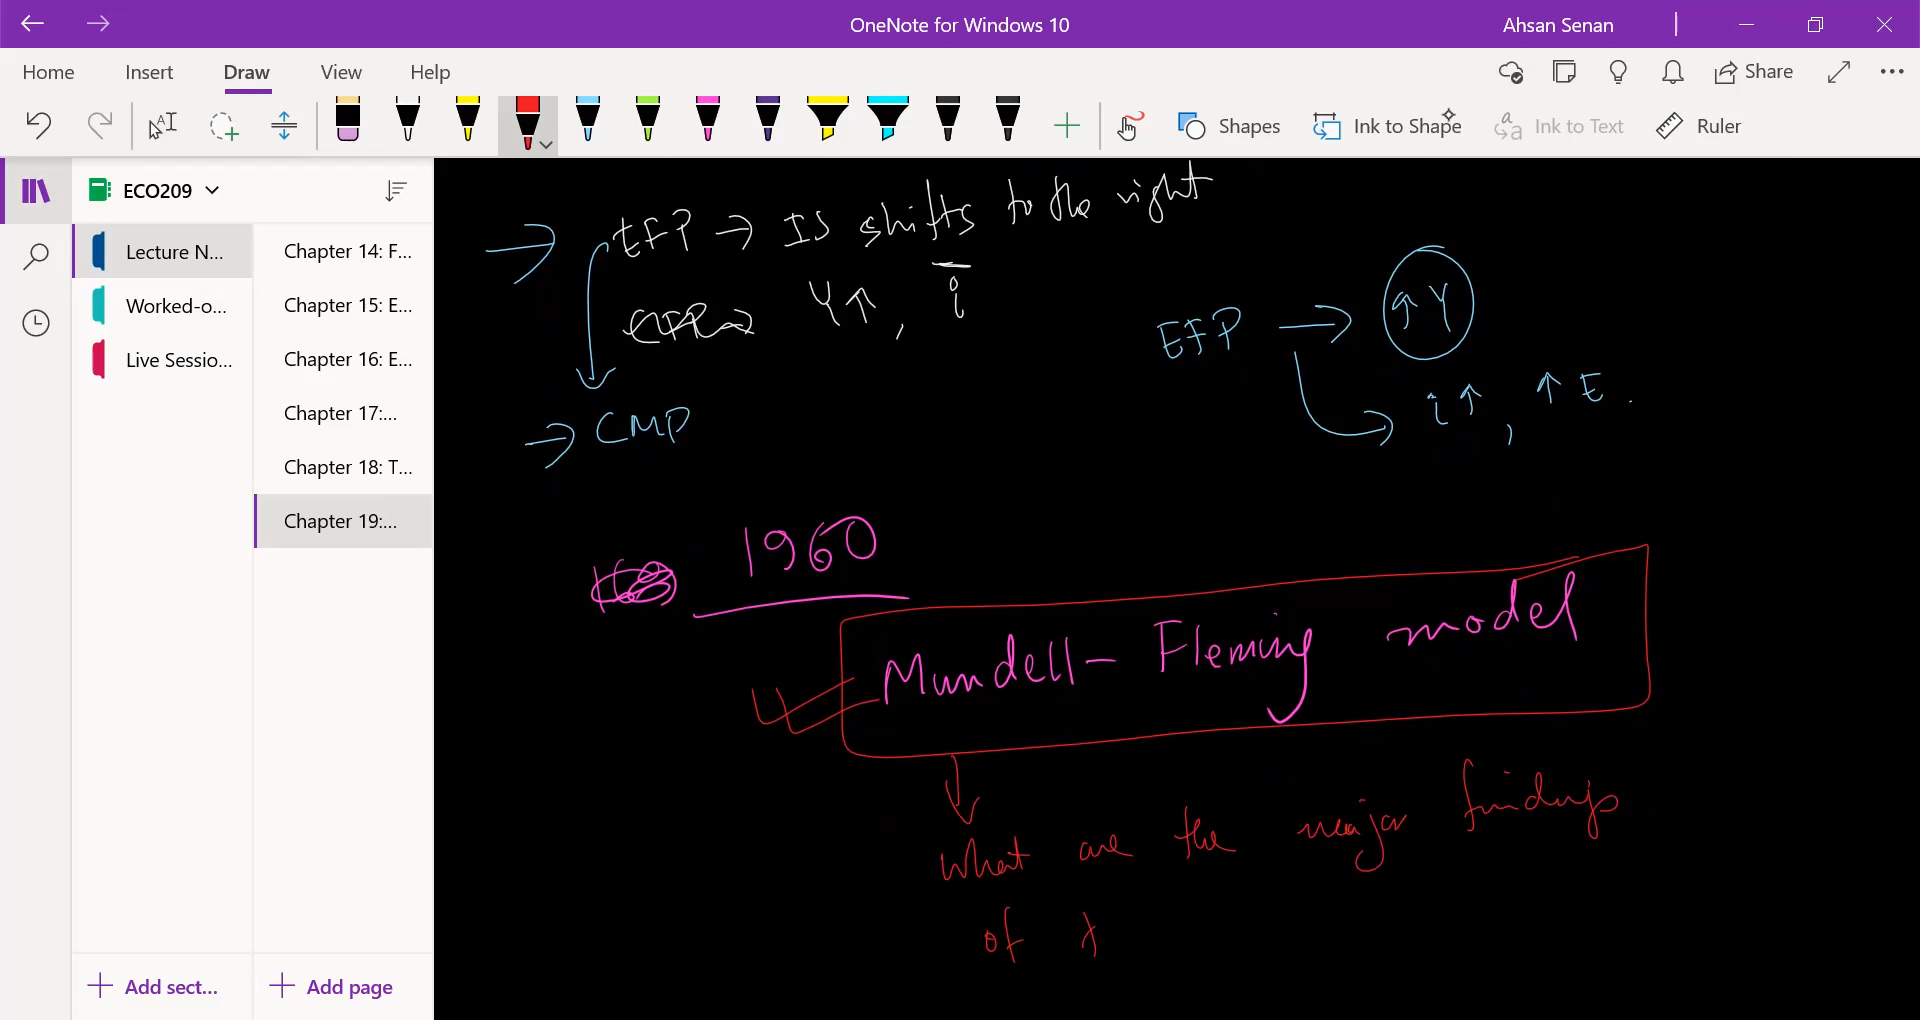 OneNote for Windows 10
Ahsan Senan
Home Insert Draw View Help
Share
Shapes Ink to Shape Ink to Text Ruler
ECO209
Lecture N...
Worked-o...
Live Sessio...
Chapter 14: F...
Chapter 15: E...
Chapter 16: E...
Chapter 17:...
Chapter 18: T...
Chapter 19:...
Add sect...
Add page
EFP → IS shifts to the right
Y↑, i
→ CMP
EFP → ↑Y
i↑, ↑E.
1960
Mundell- Fleming model
What are the major findings
of